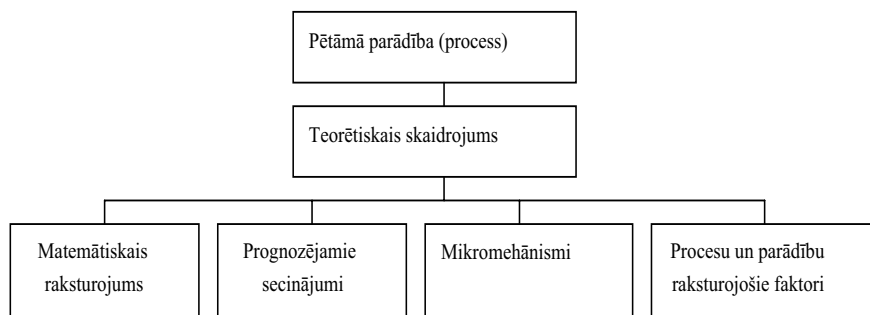 Pētāmā parādība (process)
Teorētiskais skaidrojums
Matemātiskais
raksturojums
Prognozējamie
secinājumi
Mikromehānismi
Procesu un parādību
raksturojošie faktori